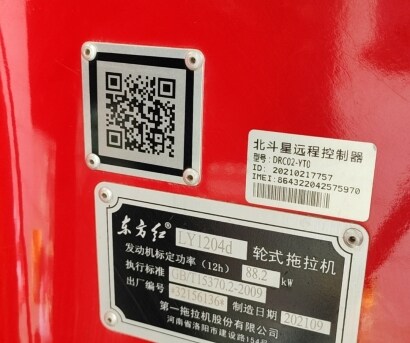 北斗星远程控制器
型号: DRC02-YT0
ID: 20210217757
IMEI: 864322042575970
东方红® LY1204d 轮式拖拉机
发动机标定功率（12h） 88.2 kW
执行标准 GB/T15370.2-2009
出厂编号 *32156136* 制造日期 202109
第一拖拉机股份有限公司
河南省洛阳市建设路154号